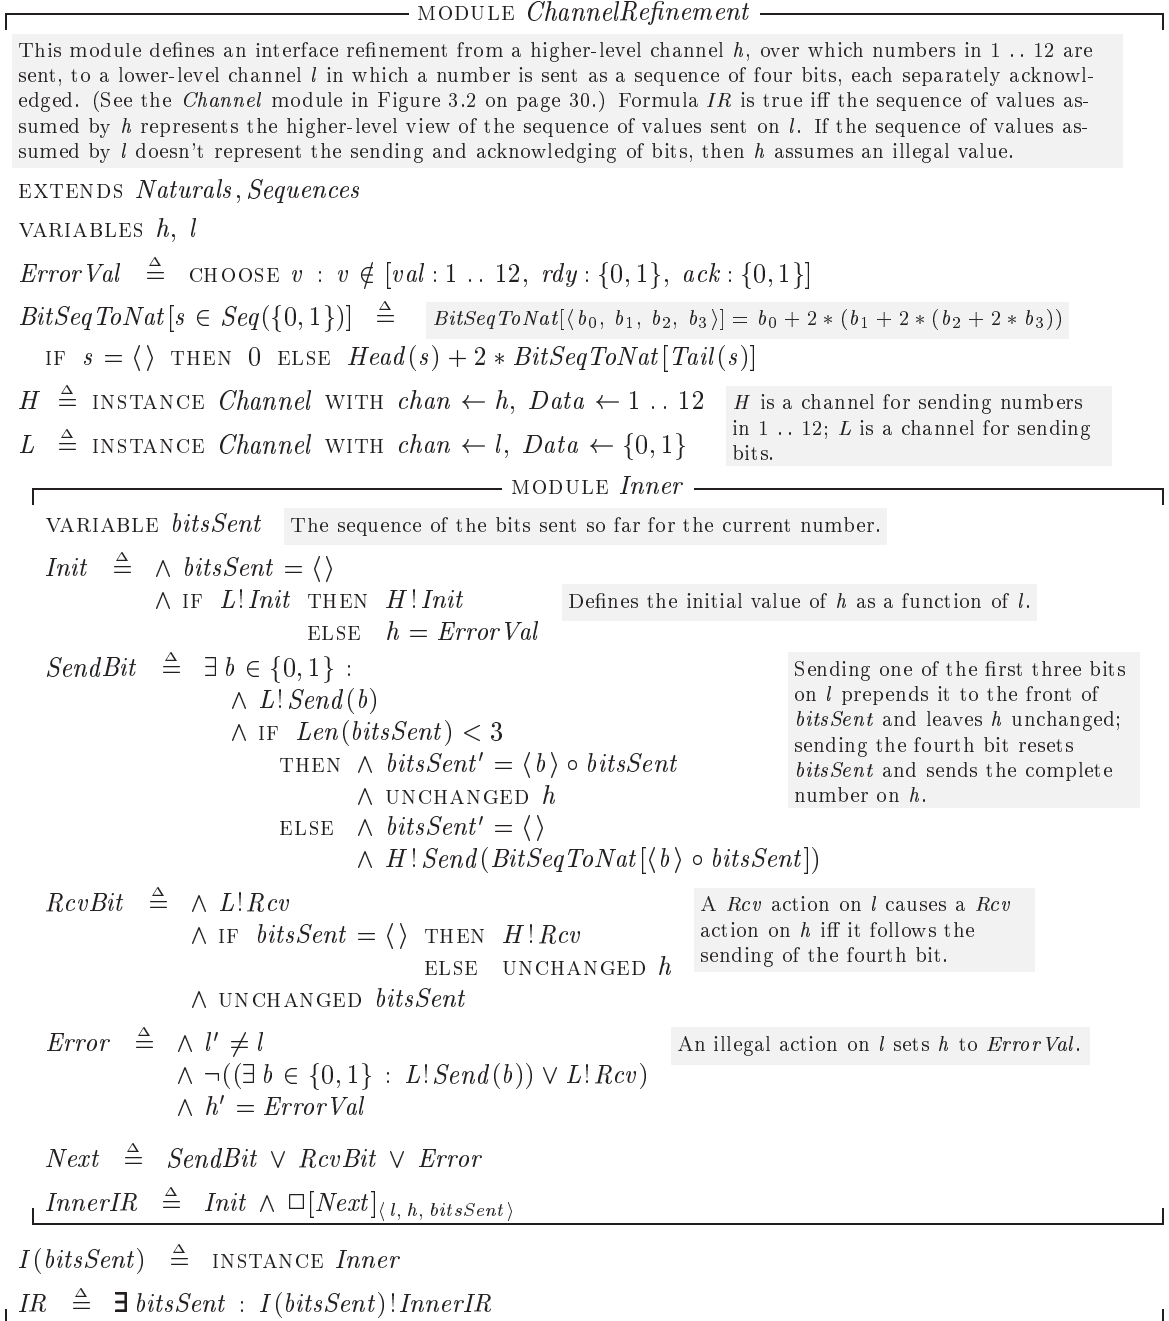 MODULE ChannelRefinement
This module defines an interface refinement from a higher-level channel h, over which numbers in 1 .. 12 are
sent, to a lower-level channel l in which a number is sent as a sequence of four bits, each separately acknowl-
edged. (See the Channel module in Figure 3.2 on page 30.) Formula IR is true iff the sequence of values as-
sumed by h represents the higher-level view of the sequence of values sent on l. If the sequence of values as-
sumed by l doesn't represent the sending and acknowledging of bits, then h assumes an illegal value.
EXTENDS Naturals, Sequences
VARIABLES h, l
ErrorVal ≜ CHOOSE v : v ∉ [val : 1 .. 12, rdy : {0, 1}, ack : {0, 1}]
BitSeqToNat[s ∈ Seq({0, 1})] ≜ BitSeqToNat[⟨b₀, b₁, b₂, b₃⟩] = b₀ + 2 * (b₁ + 2 * (b₂ + 2 * b₃))
IF s = ⟨⟩ THEN 0 ELSE Head(s) + 2 * BitSeqToNat[Tail(s)]
H ≜ INSTANCE Channel WITH chan ← h, Data ← 1 .. 12
L ≜ INSTANCE Channel WITH chan ← l, Data ← {0, 1}
H is a channel for sending numbers
in 1 .. 12; L is a channel for sending
bits.
MODULE Inner
VARIABLE bitsSent The sequence of the bits sent so far for the current number.
Init ≜ ∧ bitsSent = ⟨⟩
∧ IF L!Init THEN H!Init Defines the initial value of h as a function of l.
ELSE h = ErrorVal
SendBit ≜ ∃ b ∈ {0, 1} :
∧ L!Send(b)
∧ IF Len(bitsSent) < 3
THEN ∧ bitsSent′ = ⟨b⟩ ∘ bitsSent
∧ UNCHANGED h
ELSE ∧ bitsSent′ = ⟨⟩
∧ H!Send(BitSeqToNat[⟨b⟩ ∘ bitsSent])
Sending one of the first three bits
on l prepends it to the front of
bitsSent and leaves h unchanged;
sending the fourth bit resets
bitsSent and sends the complete
number on h.
RcvBit ≜ ∧ L!Rcv
∧ IF bitsSent = ⟨⟩ THEN H!Rcv
ELSE UNCHANGED h
∧ UNCHANGED bitsSent
A Rcv action on l causes a Rcv
action on h iff it follows the
sending of the fourth bit.
Error ≜ ∧ l′ ≠ l An illegal action on l sets h to ErrorVal.
∧ ¬((∃ b ∈ {0, 1} : L!Send(b)) ∨ L!Rcv)
∧ h′ = ErrorVal
Next ≜ SendBit ∨ RcvBit ∨ Error
InnerIR ≜ Init ∧ □[Next]⟨l, h, bitsSent⟩
I(bitsSent) ≜ INSTANCE Inner
IR ≜ ∃ bitsSent : I(bitsSent)!InnerIR